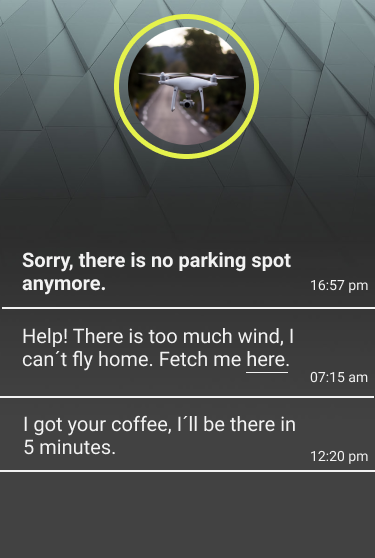 Sorry, there is no parking spot
anymore.
16:57 pm
Help! There is too much wind, I
can´t fly home. Fetch me here.
07:15 am
I got your coffee, I´ll be there in
5 minutes.
12:20 pm